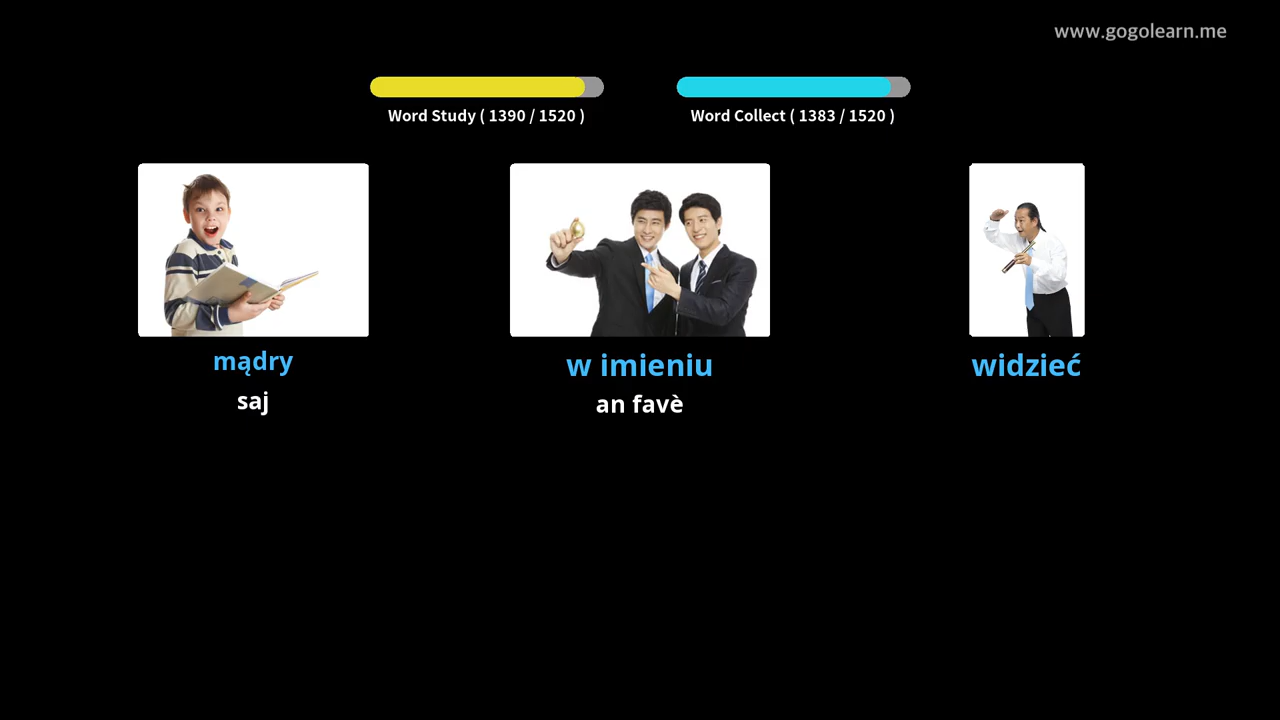 www.gogolearn.me
Word Study ( 1390 / 1520 )
Word Collect ( 1383 / 1520 )
mądry
saj
w imieniu
an favè
widzieć